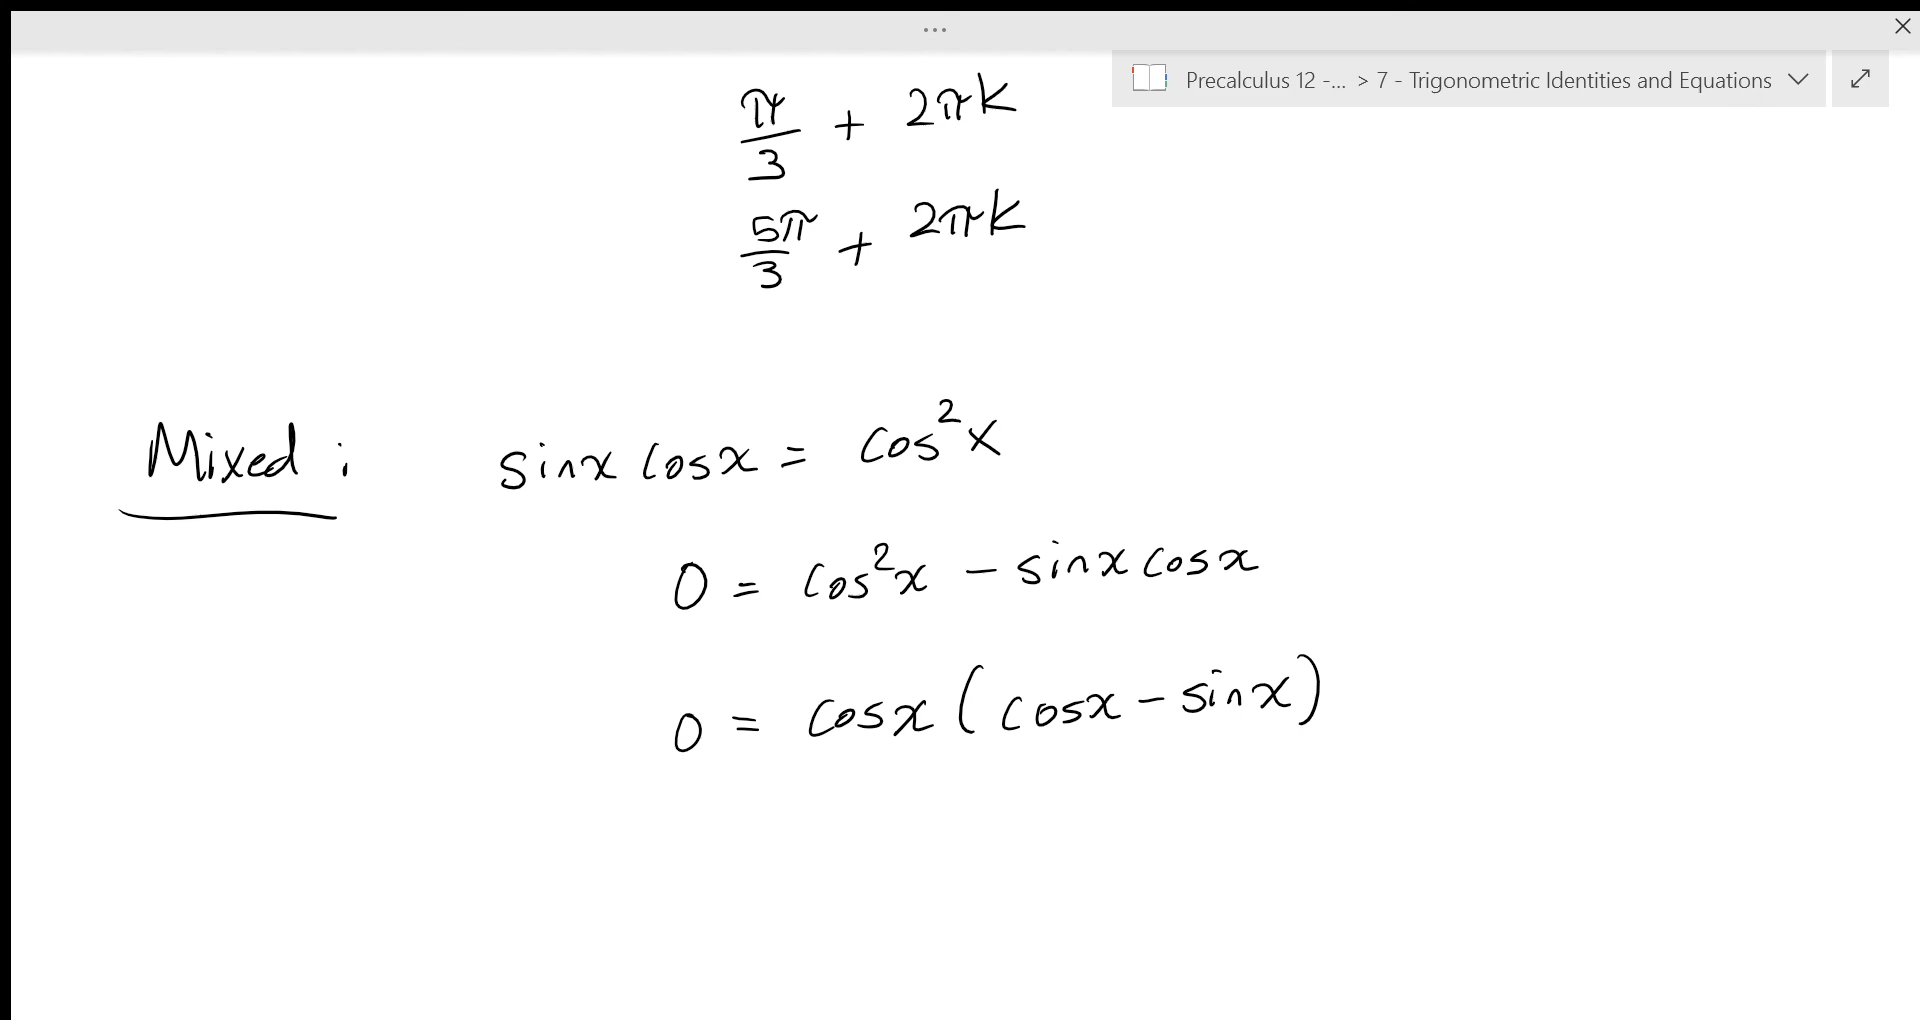 ...
Precalculus 12 -... > 7 - Trigonometric Identities and Equations
π/3 + 2πk
5π/3 + 2πk
Mixed : sinx cosx = cos²x
0 = cos²x - sinx cosx
0 = cosx (cosx - sinx)